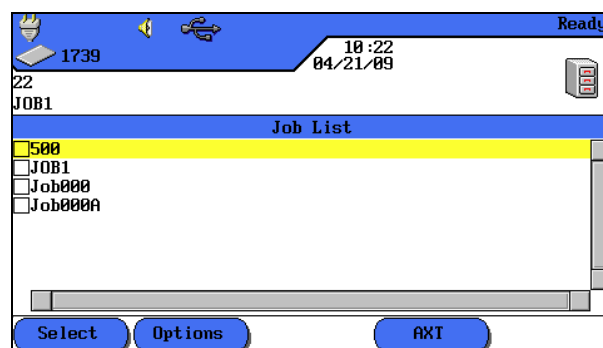 Ready
1739
10:22
04/21/09
22
JOB1
Job List
500
JOB1
Job000
Job000A
Select Options AXT